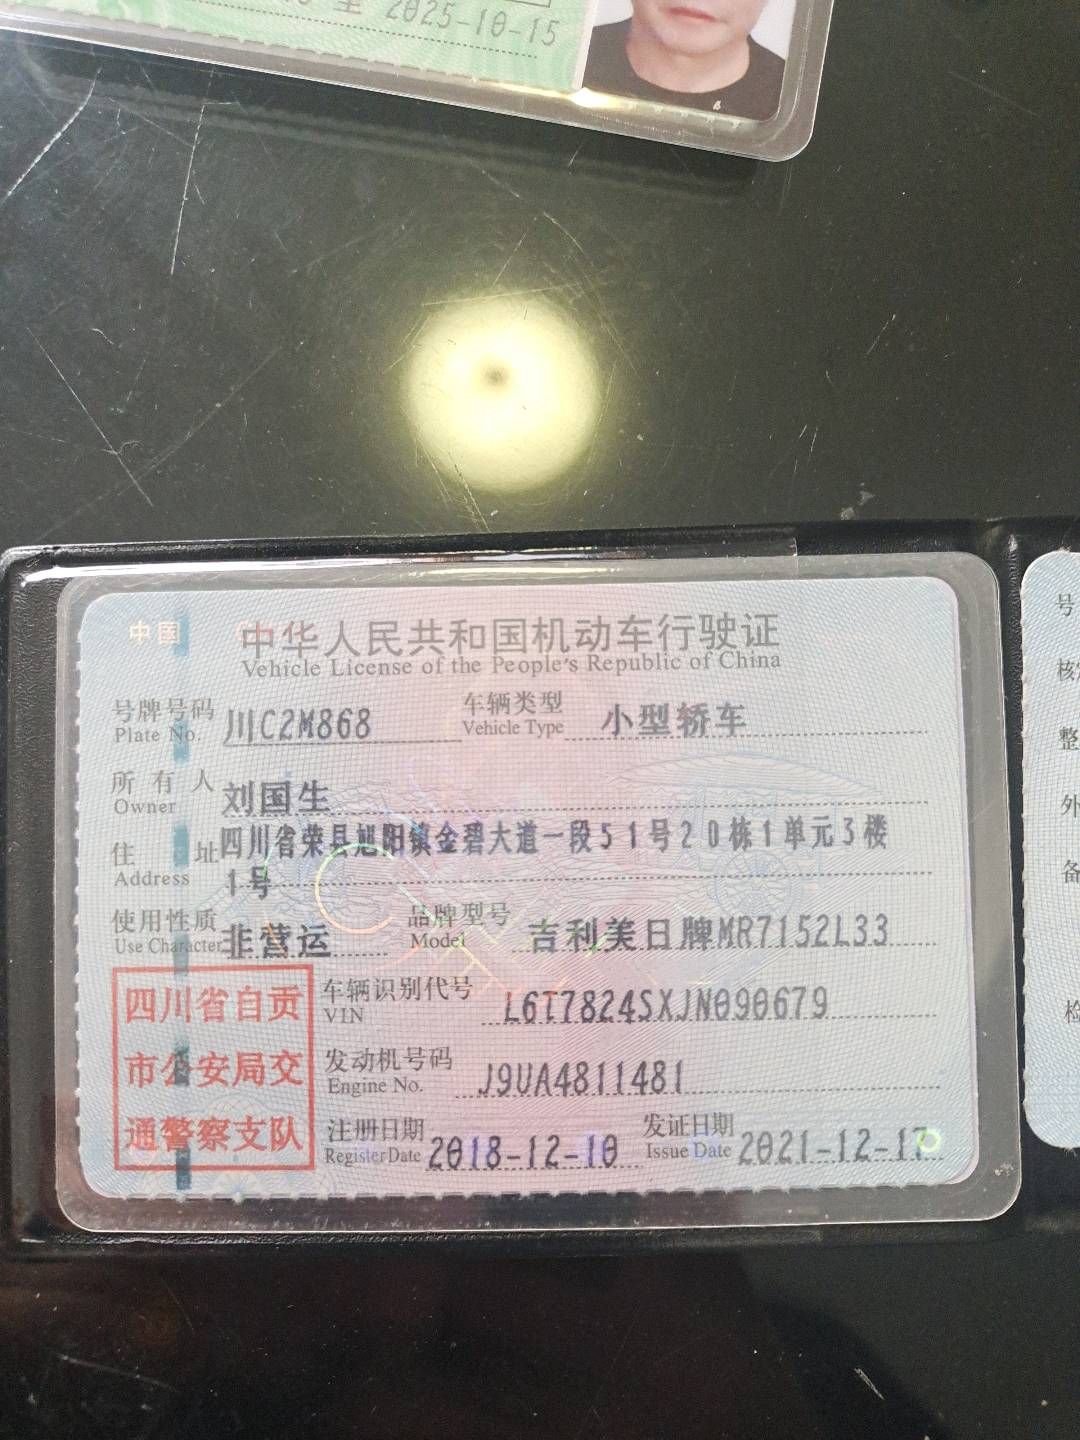 至 2025-10-15
中国
中华人民共和国机动车行驶证
Vehicle License of the People's Republic of China
号牌号码 川C2M868 车辆类型 小型轿车
Plate No. Vehicle Type
所有人 刘国生
Owner
住址 四川省荣县旭阳镇金碧大道一段51号20栋1单元3楼
Address 1号
使用性质 非营运 品牌型号 吉利美日牌MR7152L33
Use Character Model
四川省自贡
市公安局交
通警察支队
车辆识别代号 L6T7824SXJN090679
VIN
发动机号码 J9UA4811481
Engine No.
注册日期 2018-12-10 发证日期 2021-12-17
Register Date Issue Date
号
核
整
外
备
检